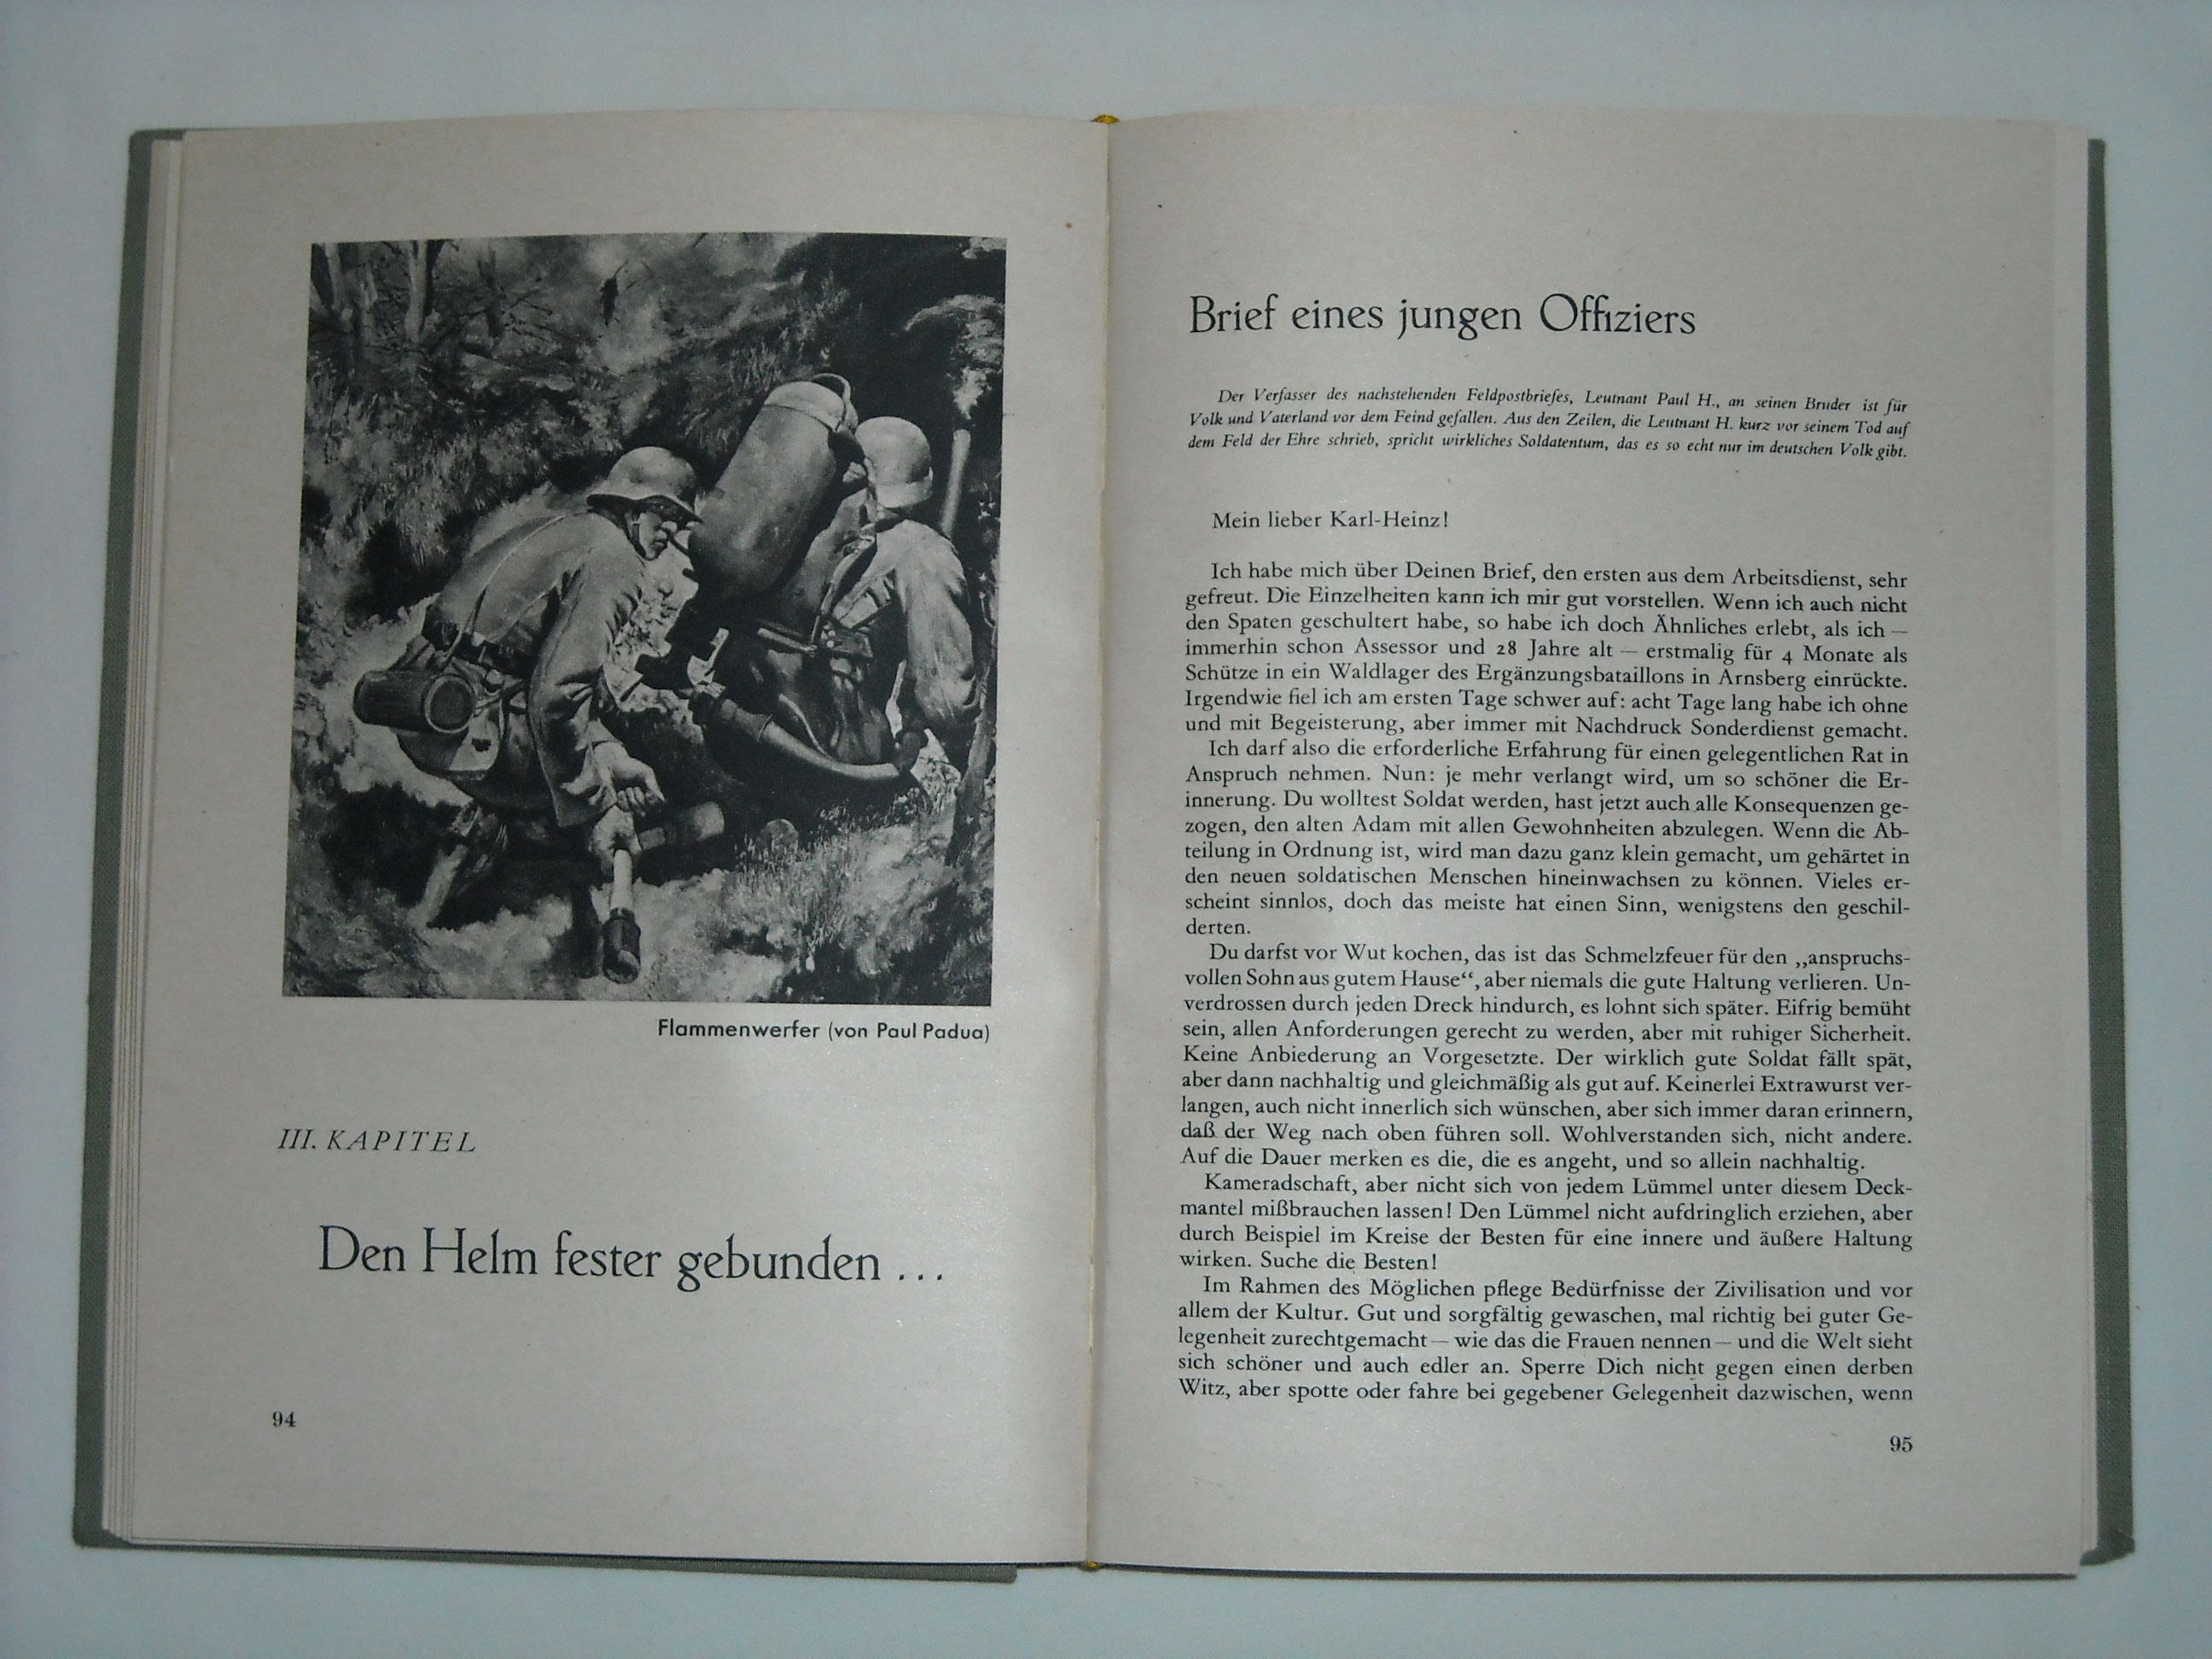 Flammenwerfer (von Paul Padua)
III. KAPITEL
Den Helm fester gebunden ...
94
Brief eines jungen Offiziers
Der Verfasser des nachstehenden Feldpostbriefes, Leutnant Paul H., an seinen Bruder ist für
Volk und Vaterland vor dem Feind gefallen. Aus den Zeilen, die Leutnant H. kurz vor seinem Tod auf
dem Feld der Ehre schrieb, spricht wirkliches Soldatentum, das es so echt nur im deutschen Volk gibt.
Mein lieber Karl-Heinz!
Ich habe mich über Deinen Brief, den ersten aus dem Arbeitsdienst, sehr
gefreut. Die Einzelheiten kann ich mir gut vorstellen. Wenn ich auch nicht
den Spaten geschultert habe, so habe ich doch Ähnliches erlebt, als ich —
immerhin schon Assessor und 28 Jahre alt — erstmalig für 4 Monate als
Schütze in ein Waldlager des Ergänzungsbataillons in Arnsberg einrückte.
Irgendwie fiel ich am ersten Tage schwer auf: acht Tage lang habe ich ohne
und mit Begeisterung, aber immer mit Nachdruck Sonderdienst gemacht.
Ich darf also die erforderliche Erfahrung für einen gelegentlichen Rat in
Anspruch nehmen. Nun: je mehr verlangt wird, um so schöner die Er-
innerung. Du wolltest Soldat werden, hast jetzt auch alle Konsequenzen ge-
zogen, den alten Adam mit allen Gewohnheiten abzulegen. Wenn die Ab-
teilung in Ordnung ist, wird man dazu ganz klein gemacht, um gehärtet in
den neuen soldatischen Menschen hineinwachsen zu können. Vieles er-
scheint sinnlos, doch das meiste hat einen Sinn, wenigstens den geschil-
derten.
Du darfst vor Wut kochen, das ist das Schmelzfeuer für den „anspruchs-
vollen Sohn aus gutem Hause“, aber niemals die gute Haltung verlieren. Un-
verdrossen durch jeden Dreck hindurch, es lohnt sich später. Eifrig bemüht
sein, allen Anforderungen gerecht zu werden, aber mit ruhiger Sicherheit.
Keine Anbiederung an Vorgesetzte. Der wirklich gute Soldat fällt spät,
aber dann nachhaltig und gleichmäßig als gut auf. Keinerlei Extrawurst ver-
langen, auch nicht innerlich sich wünschen, aber sich immer daran erinnern,
daß der Weg nach oben führen soll. Wohlverstanden sich, nicht andere.
Auf die Dauer merken es die, die es angeht, und so allein nachhaltig.
Kameradschaft, aber nicht sich von jedem Lümmel unter diesem Deck-
mantel mißbrauchen lassen! Den Lümmel nicht aufdringlich erziehen, aber
durch Beispiel im Kreise der Besten für eine innere und äußere Haltung
wirken. Suche die Besten!
Im Rahmen des Möglichen pflege Bedürfnisse der Zivilisation und vor
allem der Kultur. Gut und sorgfältig gewaschen, mal richtig bei guter Ge-
legenheit zurechtgemacht — wie das die Frauen nennen — und die Welt sieht
sich schöner und auch edler an. Sperre Dich nicht gegen einen derben
Witz, aber spotte oder fahre bei gegebener Gelegenheit dazwischen, wenn
95